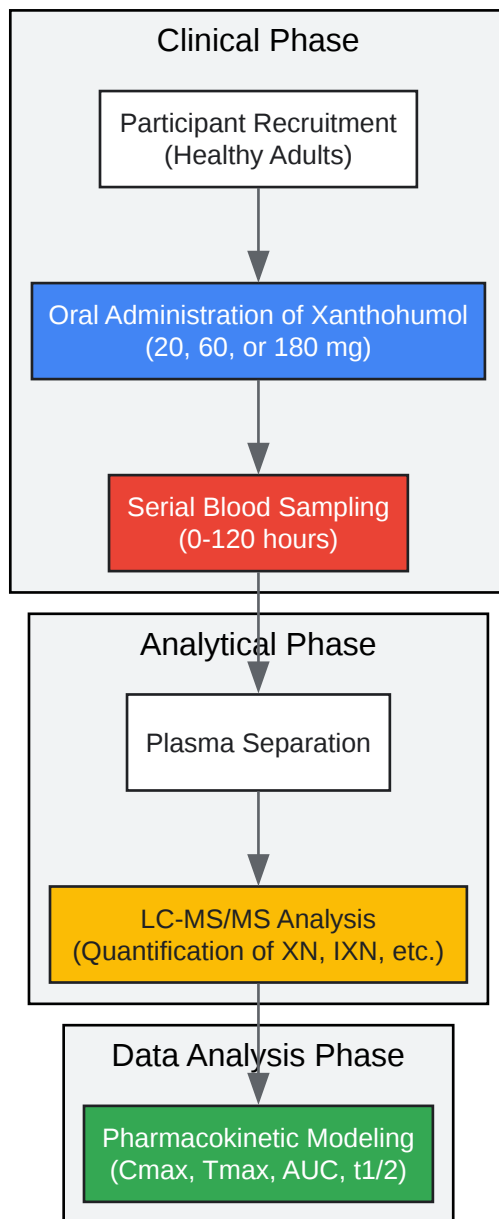 Clinical Phase
Participant Recruitment
(Healthy Adults)
Oral Administration of Xanthohumol
(20, 60, or 180 mg)
Serial Blood Sampling
(0-120 hours)
Analytical Phase
Plasma Separation
LC-MS/MS Analysis
(Quantification of XN, IXN, etc.)
Data Analysis Phase
Pharmacokinetic Modeling
(Cmax, Tmax, AUC, t1/2)